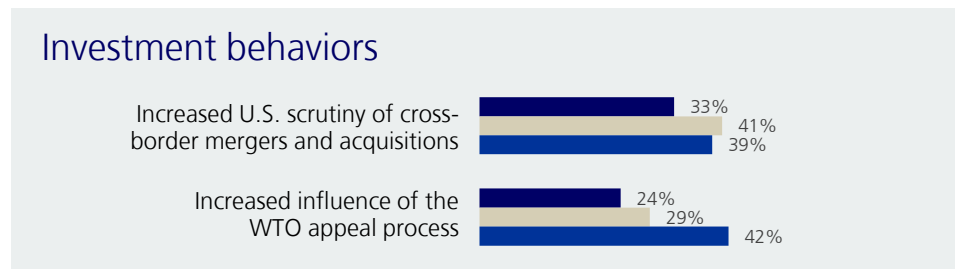 Investment behaviors
Increased U.S. scrutiny of cross-
border mergers and acquisitions
33%
41%
39%
Increased influence of the
WTO appeal process
24%
29%
42%